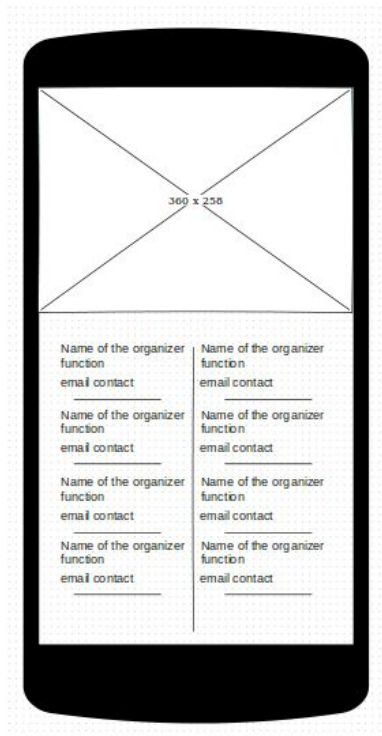 360 x 258
Name of the organizer
function
email contact
Name of the organizer
function
email contact
Name of the organizer
function
email contact
Name of the organizer
function
email contact
Name of the organizer
function
email contact
Name of the organizer
function
email contact
Name of the organizer
function
email contact
Name of the organizer
function
email contact